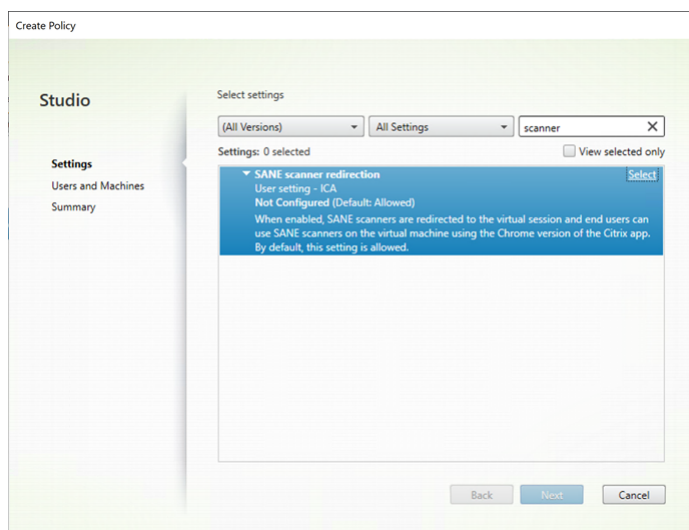 Create Policy
Studio
Settings
Users and Machines
Summary
Select settings
(All Versions)
All Settings
scanner
Settings: 0 selected
View selected only
SANE scanner redirection
Select
User setting - ICA
Not Configured (Default: Allowed)
When enabled, SANE scanners are redirected to the virtual session and end users can
use SANE scanners on the virtual machine using the Chrome version of the Citrix app.
By default, this setting is allowed.
Back
Next
Cancel